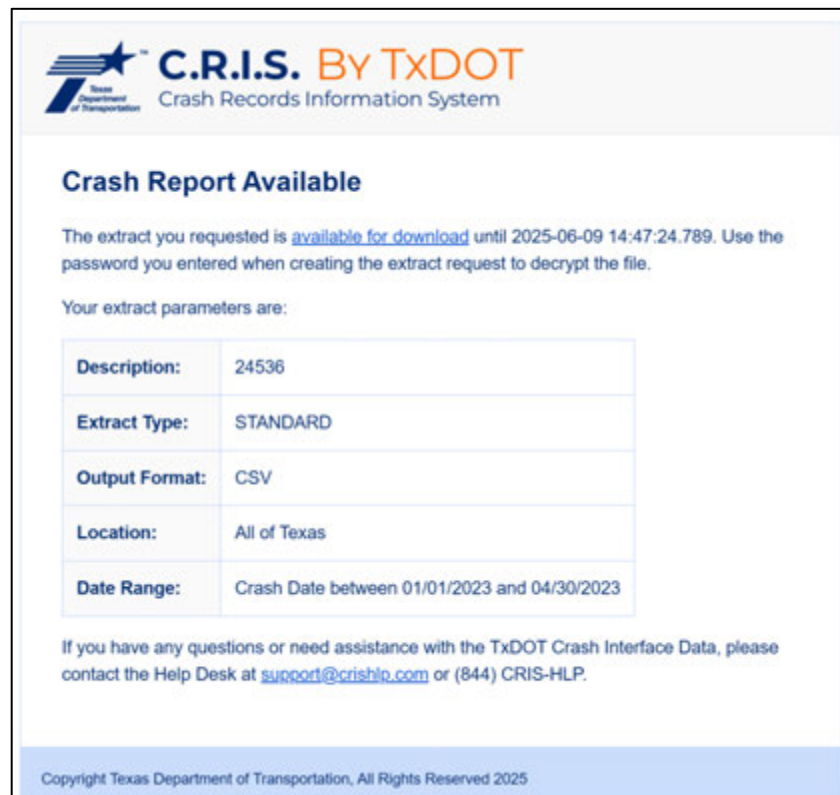 C.R.I.S. BY TxDOT
Texas
Department
of Transportation
™
Crash Records Information System
Crash Report Available
The extract you requested is available for download until 2025-06-09 14:47:24.789. Use the
password you entered when creating the extract request to decrypt the file.
Your extract parameters are:
Description: 24536
Extract Type: STANDARD
Output Format: CSV
Location: All of Texas
Date Range: Crash Date between 01/01/2023 and 04/30/2023
If you have any questions or need assistance with the TxDOT Crash Interface Data, please
contact the Help Desk at support@crishlp.com or (844) CRIS-HLP.
Copyright Texas Department of Transportation, All Rights Reserved 2025